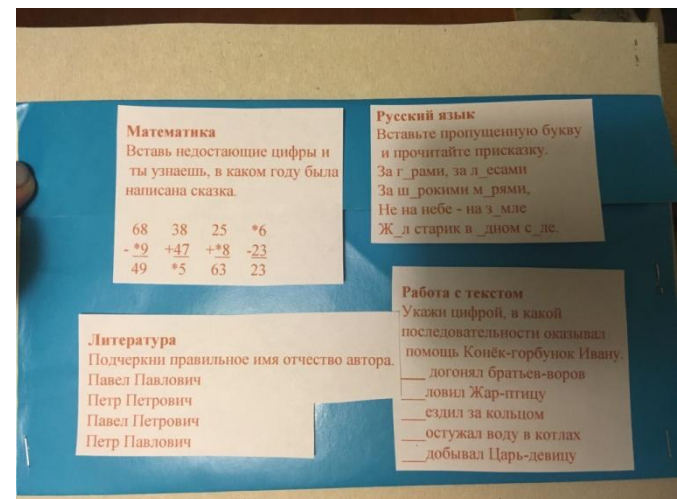 Математика
Вставь недостающие цифры и
ты узнаешь, в каком году была
написана сказка.
68 38 25 *6
- *9 +47 +*8 -23
49 *5 63 23
Русский язык
Вставьте пропущенную букву
и прочитайте присказку.
За г_рами, за л_есами
За ш_рокими м_рями,
Не на небе - на з_мле
Ж_л старик в _дном с_ле.
Литература
Подчеркни правильное имя отчество автора.
Павел Павлович
Петр Петрович
Павел Петрович
Петр Павлович
Работа с текстом
Укажи цифрой, в какой
последовательности оказывал
помощь Конёк-горбунок Ивану.
___ догонял братьев-воров
___ловил Жар-птицу
___ездил за кольцом
___остужал воду в котлах
___добывал Царь-девицу